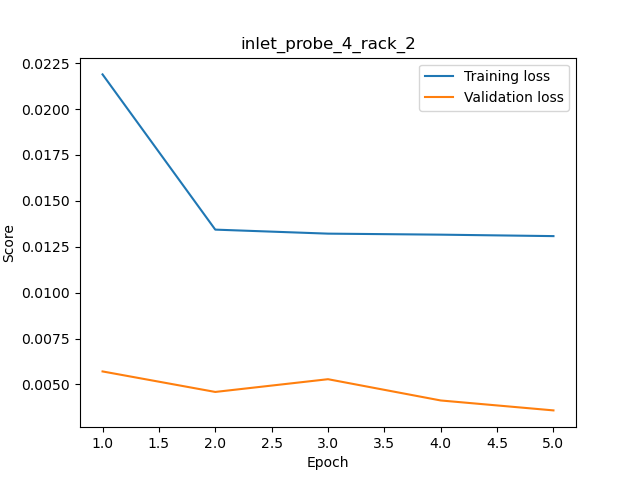 inlet_probe_4_rack_2
Training loss
Validation loss
Score
0.0225
0.0200
0.0175
0.0150
0.0125
0.0100
0.0075
0.0050
1.0 1.5 2.0 2.5 3.0 3.5 4.0 4.5 5.0
Epoch